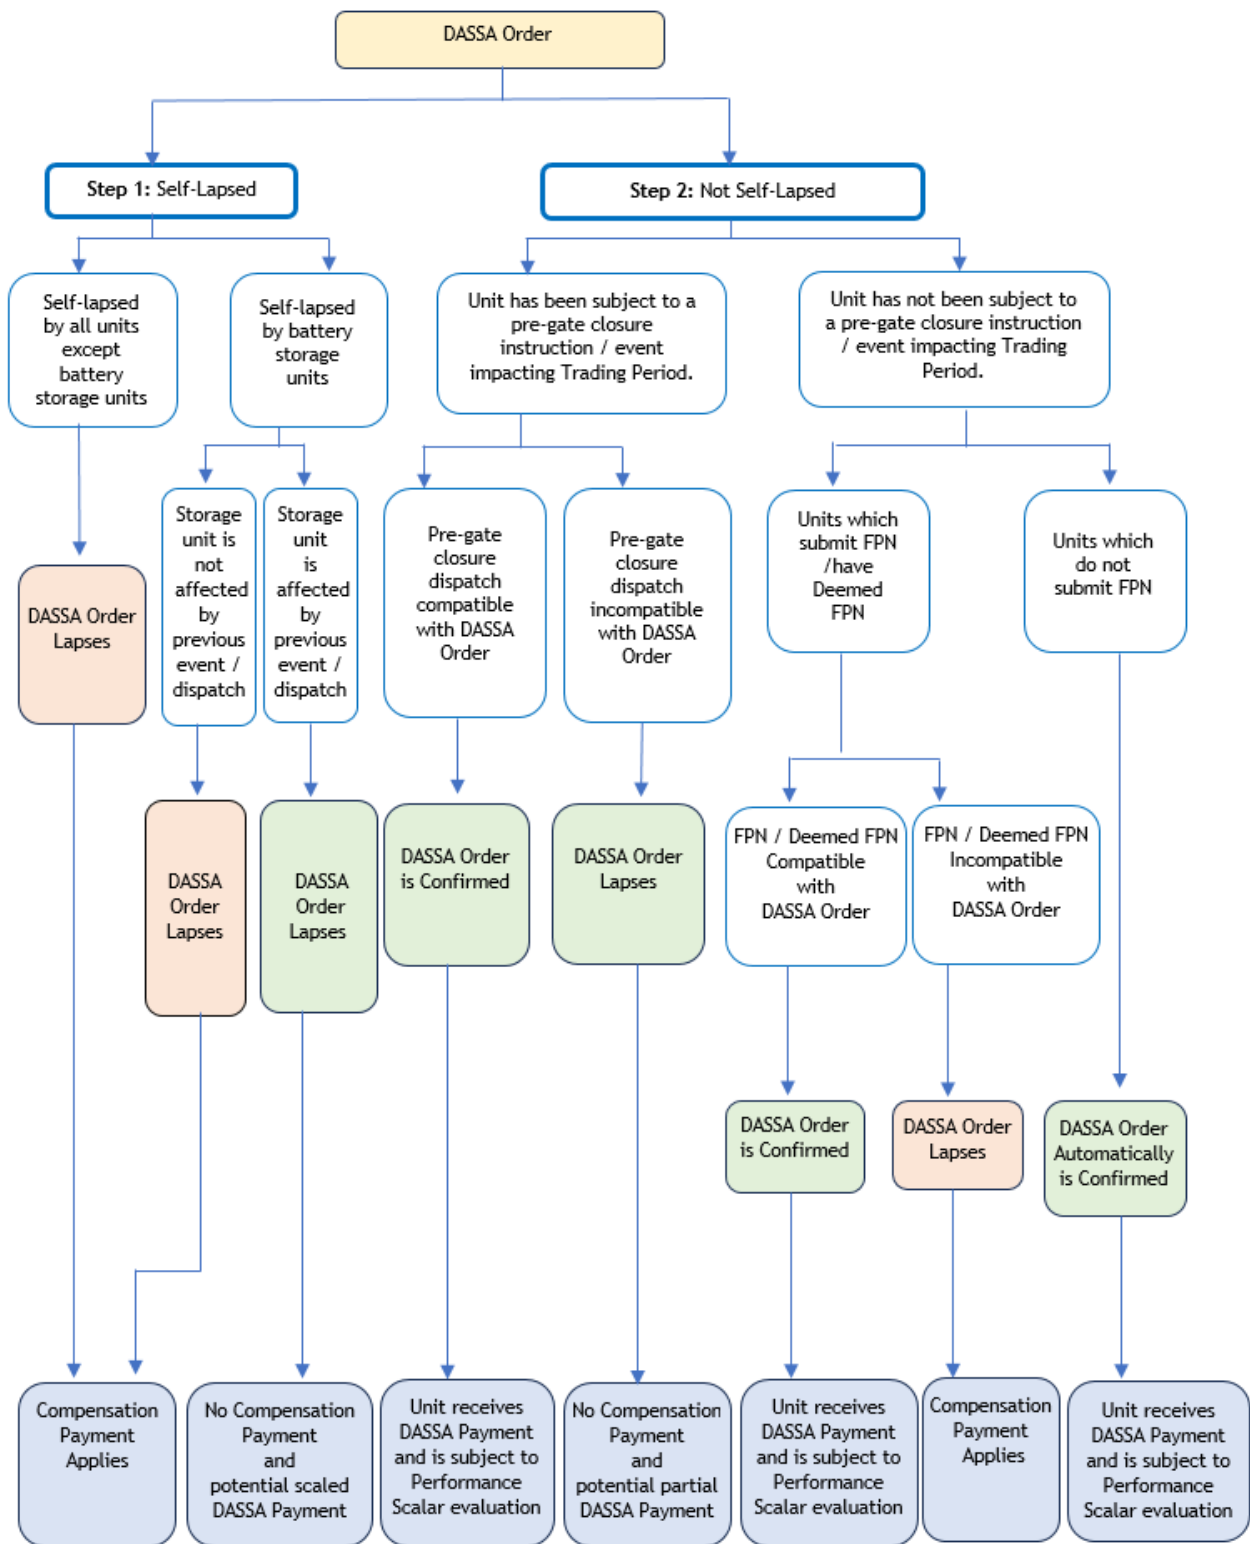 DASSA Order
Step 1: Self-Lapsed
Step 2: Not Self-Lapsed
Self-lapsed
by all units
except
battery
storage units
Self-lapsed
by battery
storage
units
Unit has been subject to a
pre-gate closure
instruction / event
impacting Trading Period.
Unit has not been subject to
a pre-gate closure instruction
/ event impacting Trading
Period.
Storage
unit is
not
affected
by
previous
event /
dispatch
Storage
unit
is
affected
by
previous
event /
dispatch
Pre-gate
closure
dispatch
compatible
with DASSA
Order
Pre-gate
closure
dispatch
incompatible
with DASSA
Order
Units which
submit FPN
/have
Deemed
FPN
Units which
do not
submit FPN
DASSA Order
Lapses
DASSA
Order
Lapses
DASSA
Order
Lapses
DASSA Order
is Confirmed
DASSA Order
Lapses
FPN / Deemed FPN
Compatible
with
DASSA Order
FPN / Deemed FPN
Incompatible
with
DASSA Order
DASSA Order
is Confirmed
DASSA Order
Lapses
DASSA Order
Automatically
is Confirmed
Compensation
Payment
Applies
No Compensation
Payment
and
potential scaled
DASSA Payment
Unit receives
DASSA Payment
and is subject to
Performance
Scalar evaluation
No Compensation
Payment
and
potential partial
DASSA Payment
Unit receives
DASSA Payment
and is subject to
Performance
Scalar evaluation
Compensation
Payment
Applies
Unit receives
DASSA Payment
and is subject to
Performance
Scalar evaluation